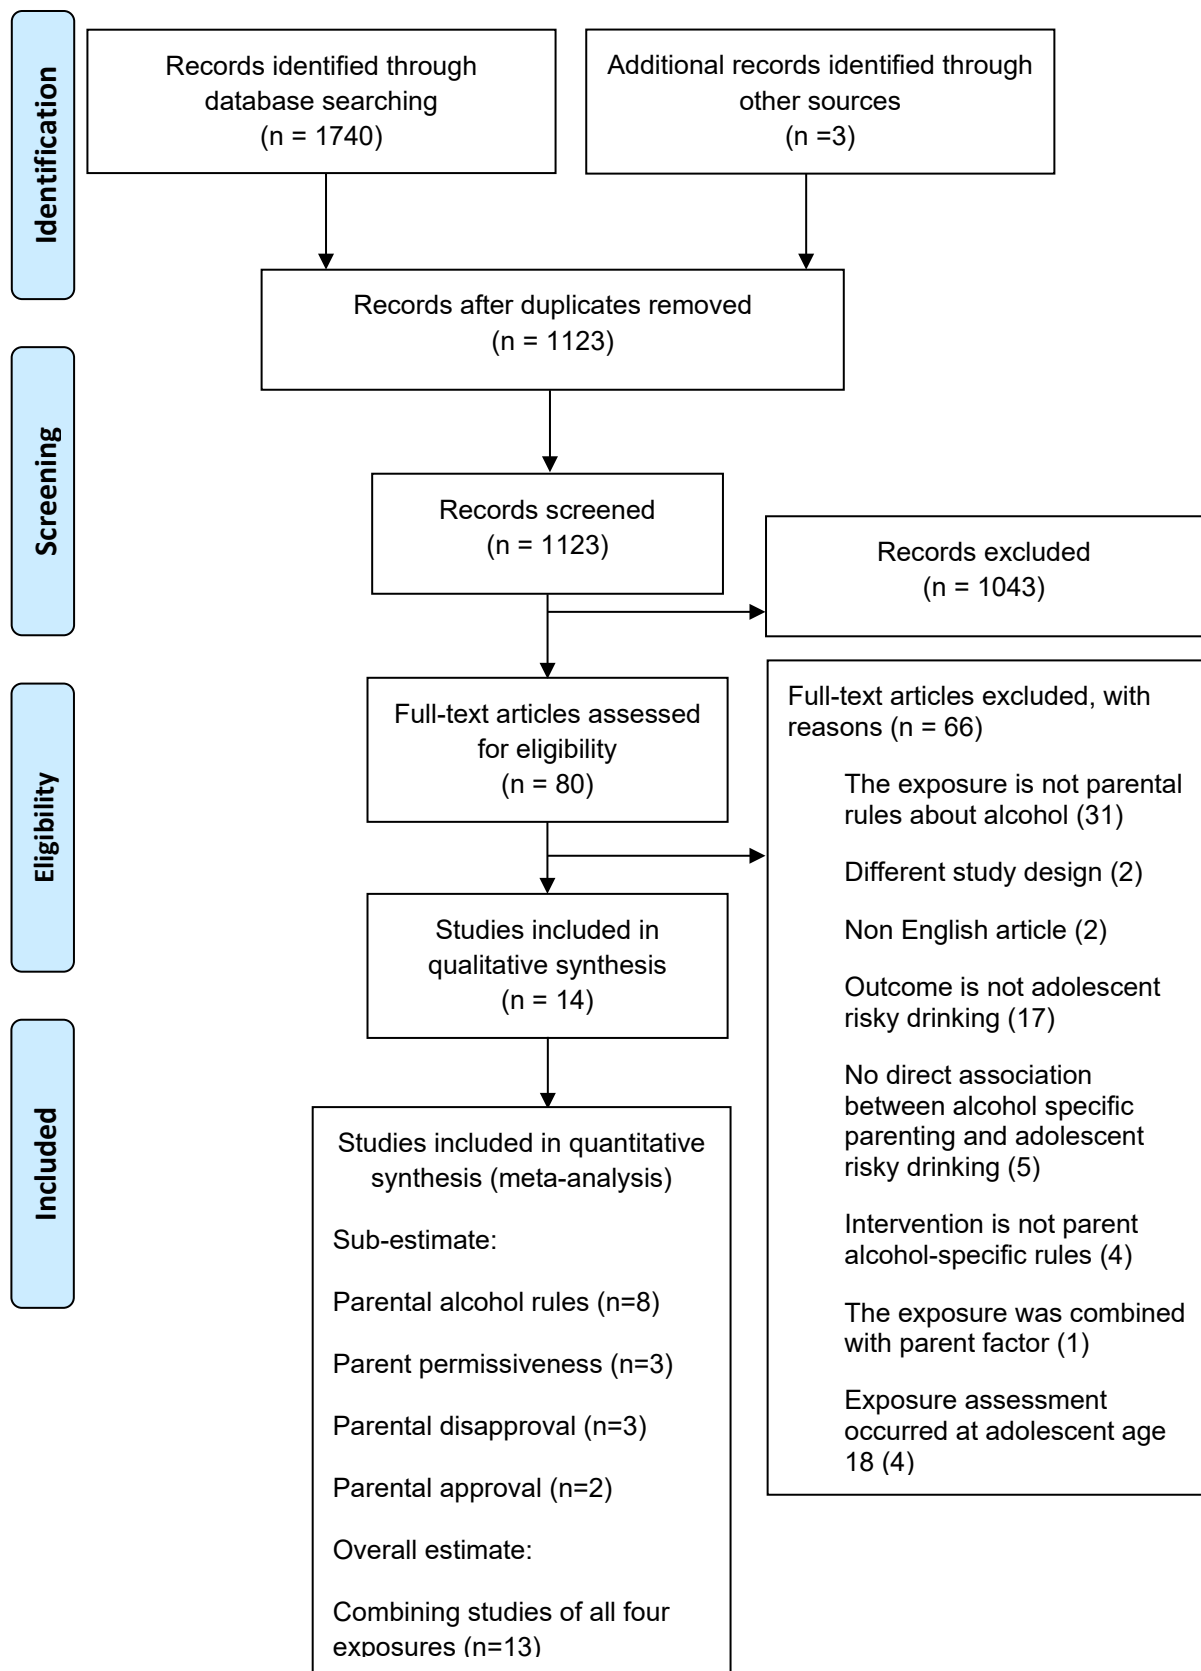 Identification
Records identified through
database searching
(n = 1740)
Additional records identified through
other sources
(n =3)
Records after duplicates removed
(n = 1123)
Screening
Records screened
(n = 1123)
Records excluded
(n = 1043)
Eligibility
Full-text articles assessed
for eligibility
(n = 80)
Full-text articles excluded, with
reasons (n = 66)
The exposure is not parental
rules about alcohol (31)
Different study design (2)
Non English article (2)
Outcome is not adolescent
risky drinking (17)
No direct association
between alcohol specific
parenting and adolescent
risky drinking (5)
Intervention is not parent
alcohol-specific rules (4)
The exposure was combined
with parent factor (1)
Exposure assessment
occurred at adolescent age
18 (4)
Studies included in
qualitative synthesis
(n = 14)
Included
Studies included in quantitative
synthesis (meta-analysis)
Sub-estimate:
Parental alcohol rules (n=8)
Parent permissiveness (n=3)
Parental disapproval (n=3)
Parental approval (n=2)
Overall estimate:
Combining studies of all four
exposures (n=13)